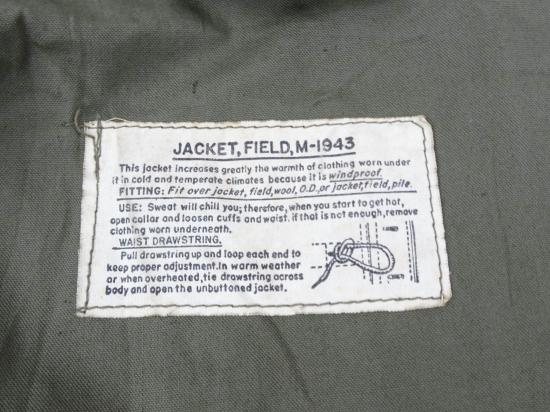 JACKET, FIELD, M-1943
This jacket increases greatly the warmth of clothing worn under
it in cold and temperate climates because it is windproof.
FITTING: Fit over jacket, field, wool, O.D. or jacket, field, pile.
USE: Sweat will chill you; therefore, when you start to get hot,
open collar and loosen cuffs and waist. if that is not enough, remove
clothing worn underneath.
WAIST DRAWSTRING.
Pull drawstring up and loop each end to
keep proper adjustment. In warm weather
or when overheated, tie drawstring across
body and open the unbuttoned jacket.